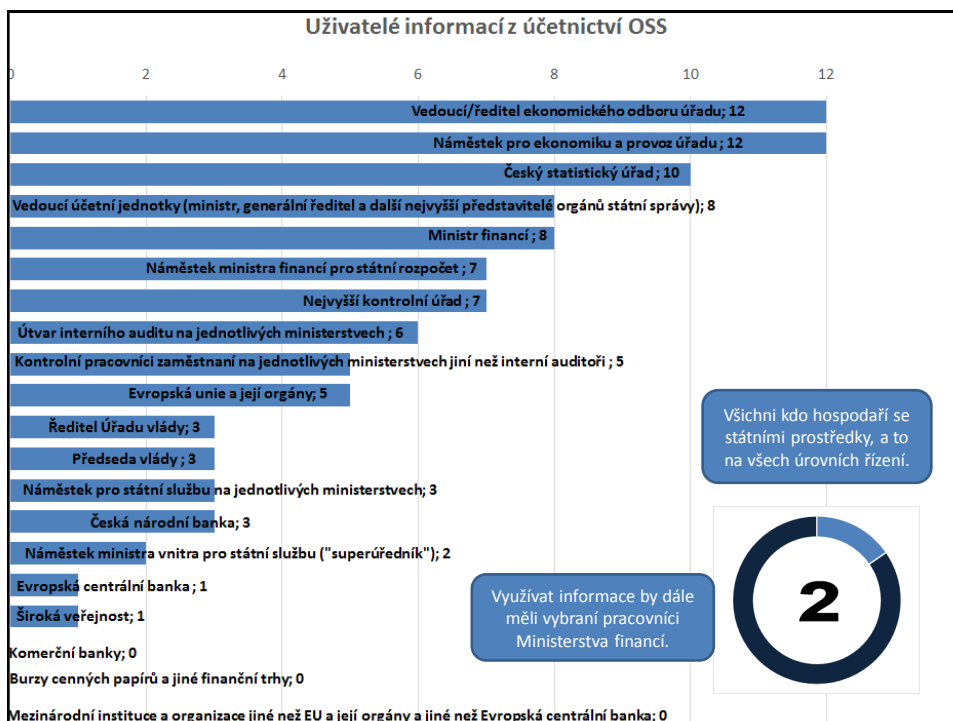 Uživatelé informací z účetnictví OSS
0 2 4 6 8 10 12
Vedoucí/ředitel ekonomického odboru úřadu; 12
Náměstek pro ekonomiku a provoz úřadu ; 12
Český statistický úřad ; 10
Vedoucí účetní jednotky (ministr, generální ředitel a další nejvyšší představitelé orgánů státní správy); 8
Ministr financí ; 8
Náměstek ministra financí pro státní rozpočet ; 7
Nejvyšší kontrolní úřad; 7
Útvar interního auditu na jednotlivých ministerstvech ; 6
Kontrolní pracovníci zaměstnaní na jednotlivých ministerstvech jiní než interní auditoři ; 5
Evropská unie a její orgány; 5
Ředitel Úřadu vlády; 3
Předseda vlády ; 3
Náměstek pro státní službu na jednotlivých ministerstvech; 3
Česká národní banka; 3
Náměstek ministra vnitra pro státní službu ("superúředník"); 2
Evropská centrální banka ; 1
Široká veřejnost; 1
Komerční banky; 0
Burzy cenných papírů a jiné finanční trhy; 0
Mezinárodní instituce a organizace jiné než EU a její orgány a jiné než Evropská centrální banka; 0
Všichni kdo hospodaří se
státními prostředky, a to
na všech úrovních řízení.
Využívat informace by dále
měli vybraní pracovníci
Ministerstva financí.
2